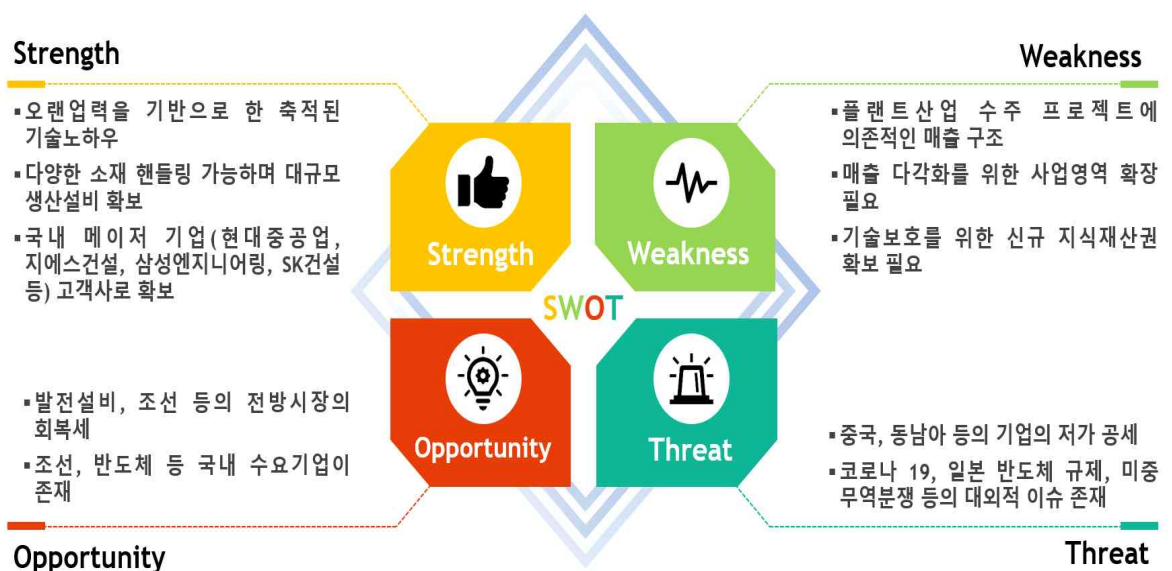 Strength
▪오랜업력을 기반으로 한 축적된
기술노하우
▪다양한 소재 핸들링 가능하며 대규모
생산설비 확보
▪국내 메이저 기업(현대중공업,
지에스건설, 삼성엔지니어링, SK건설
등) 고객사로 확보
Weakness
▪플랜트산업 수주 프로젝트에
의존적인 매출 구조
▪매출 다각화를 위한 사업영역 확장
필요
▪기술보호를 위한 신규 지식재산권
확보 필요
Strength
Weakness
SWOT
Opportunity
Threat
▪발전설비, 조선 등의 전방시장의
회복세
▪조선, 반도체 등 국내 수요기업이
존재
Opportunity
▪중국, 동남아 등의 기업의 저가 공세
▪코로나 19, 일본 반도체 규제, 미중
무역분쟁 등의 대외적 이슈 존재
Threat